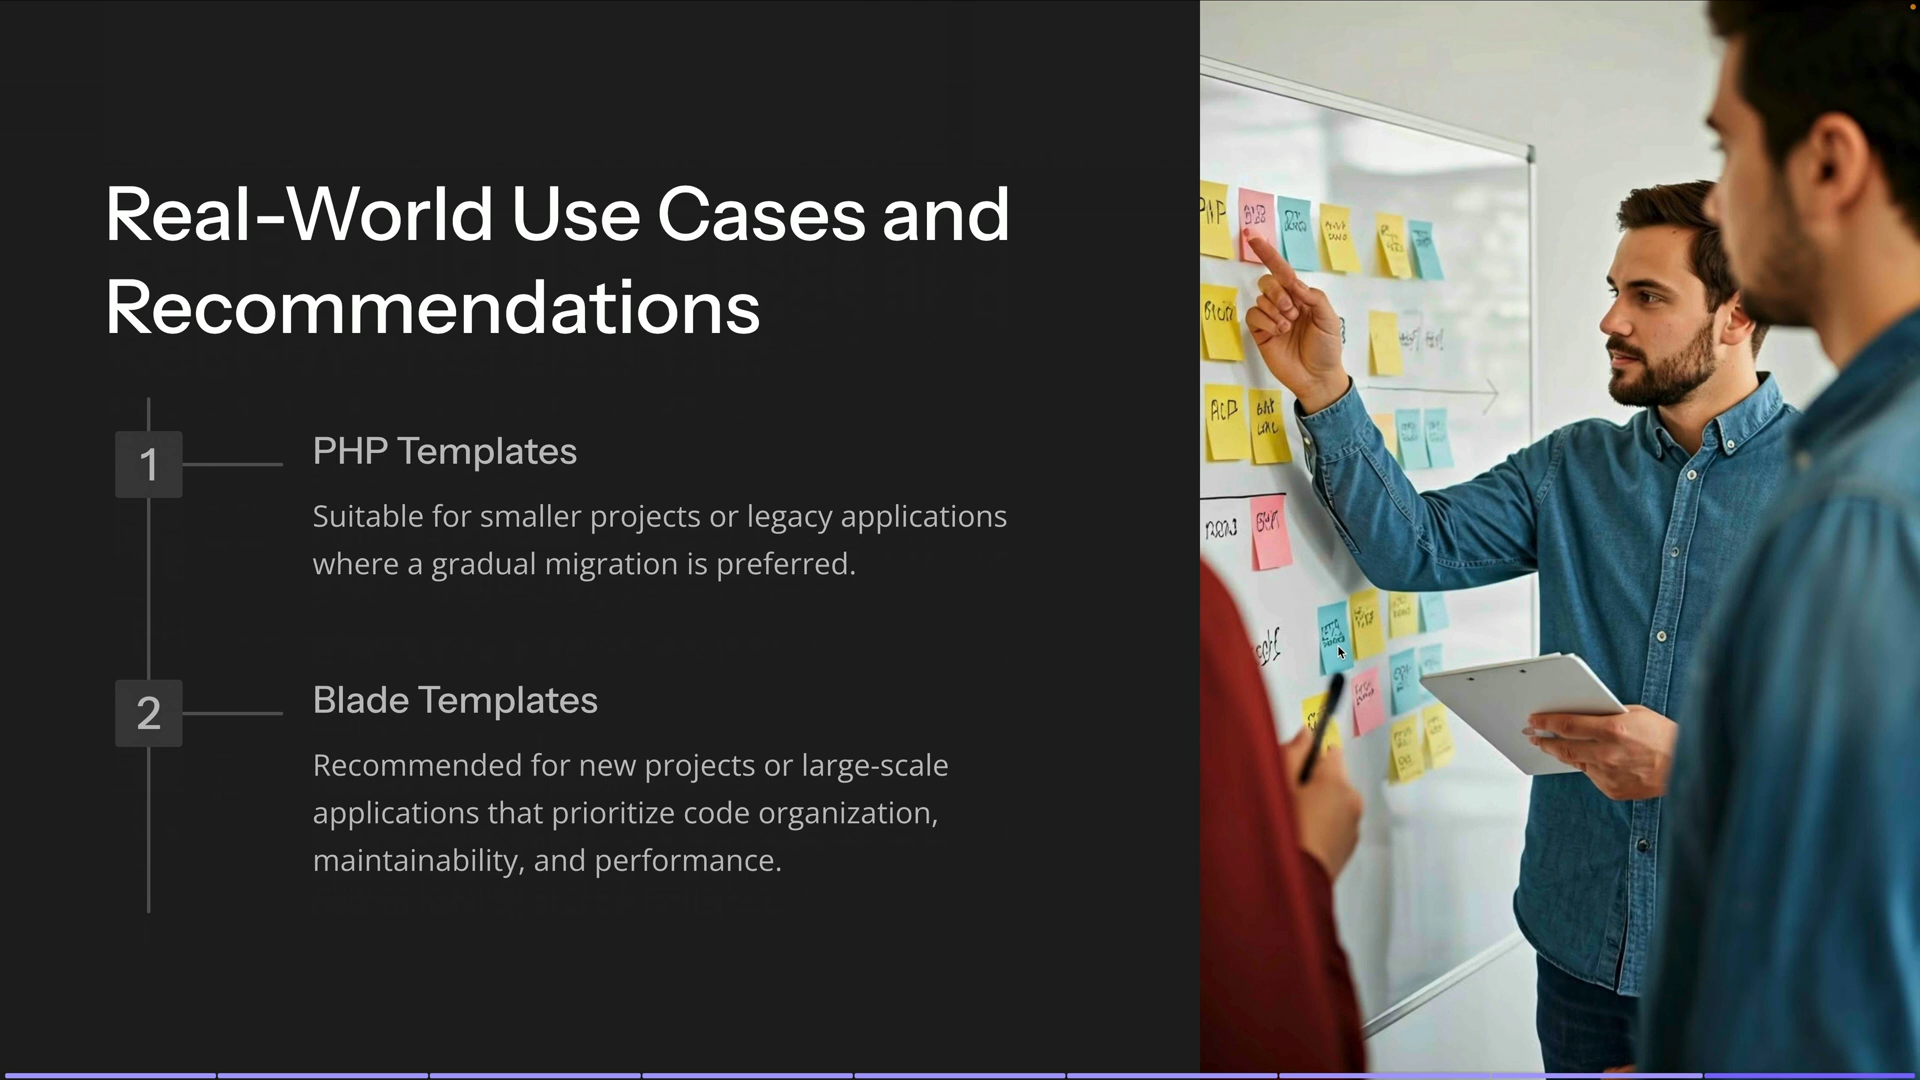 Real-World Use Cases and
Recommendations
1
PHP Templates
Suitable for smaller projects or legacy applications
where a gradual migration is preferred.
2
Blade Templates
Recommended for new projects or large-scale
applications that prioritize code organization,
maintainability, and performance.